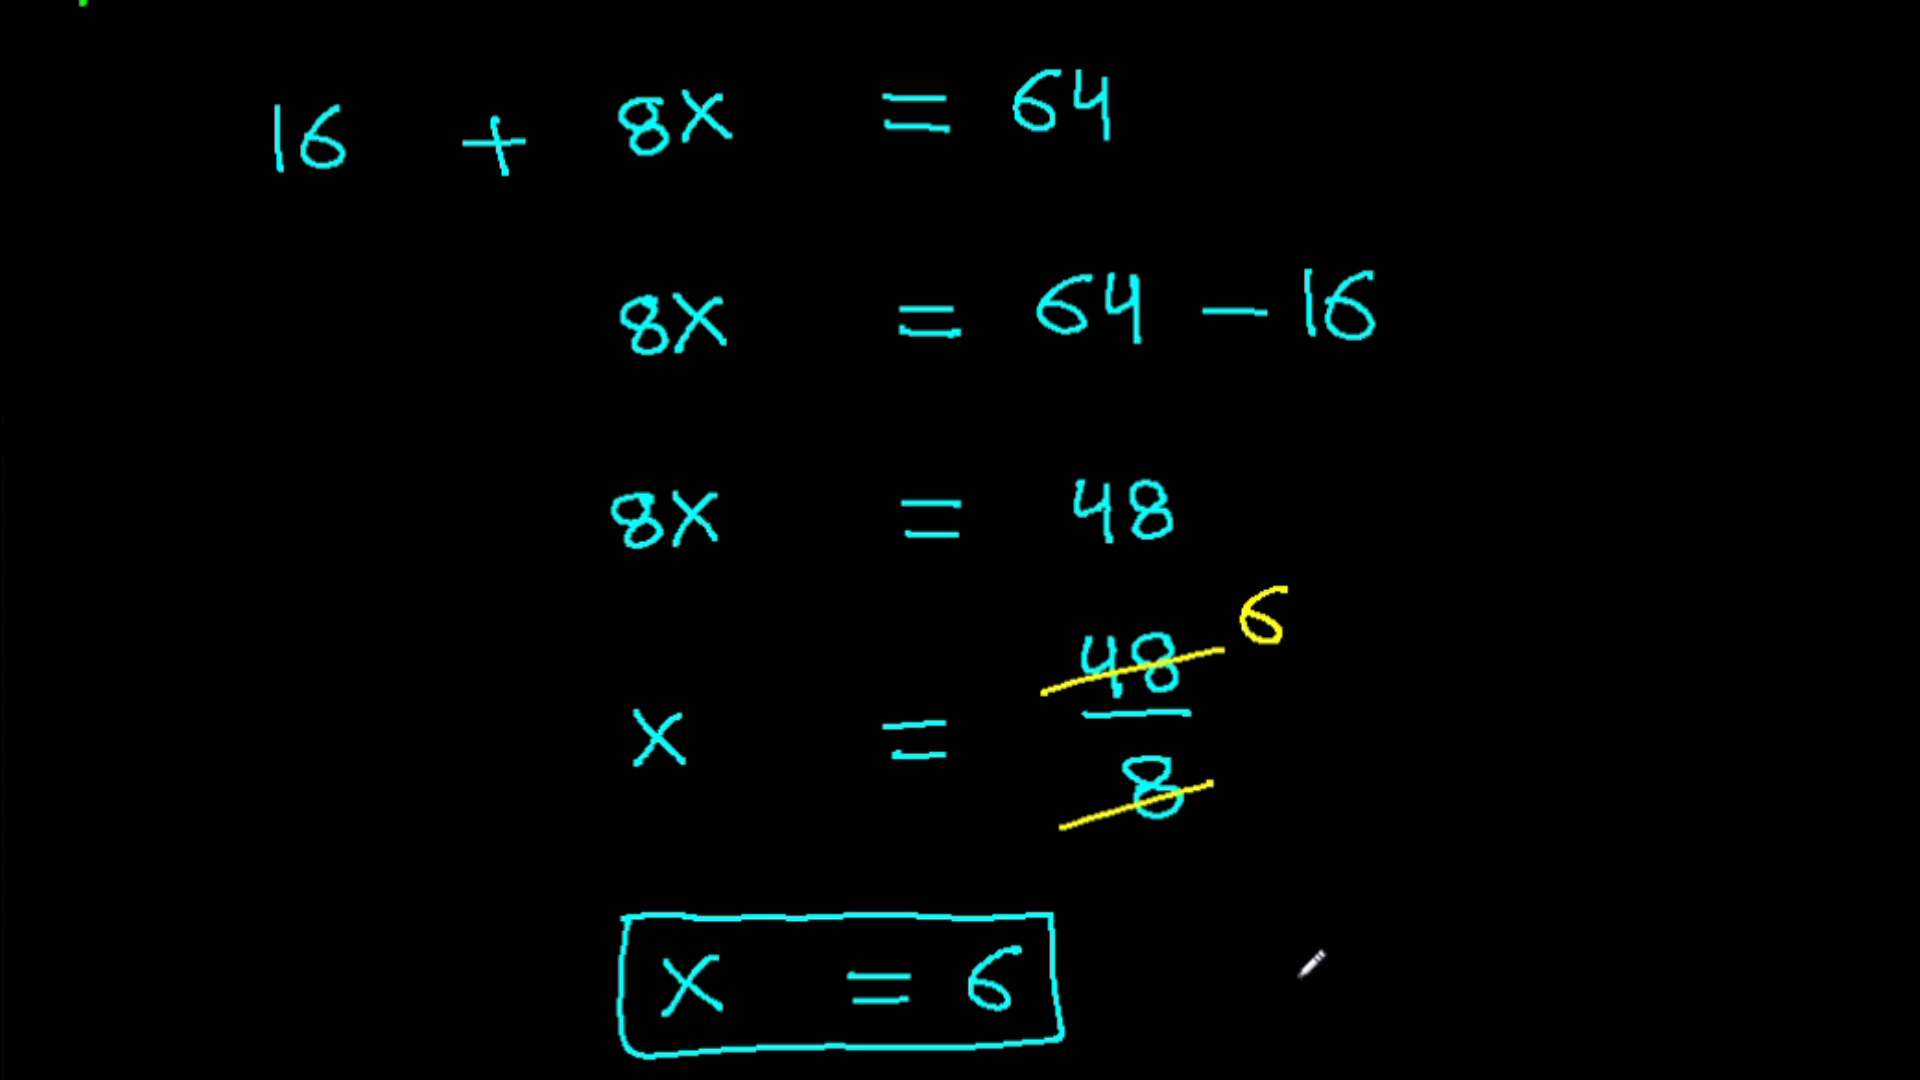 16 + 8x = 64
8x = 64 - 16
8x = 48
x = 48/8 6
x = 6